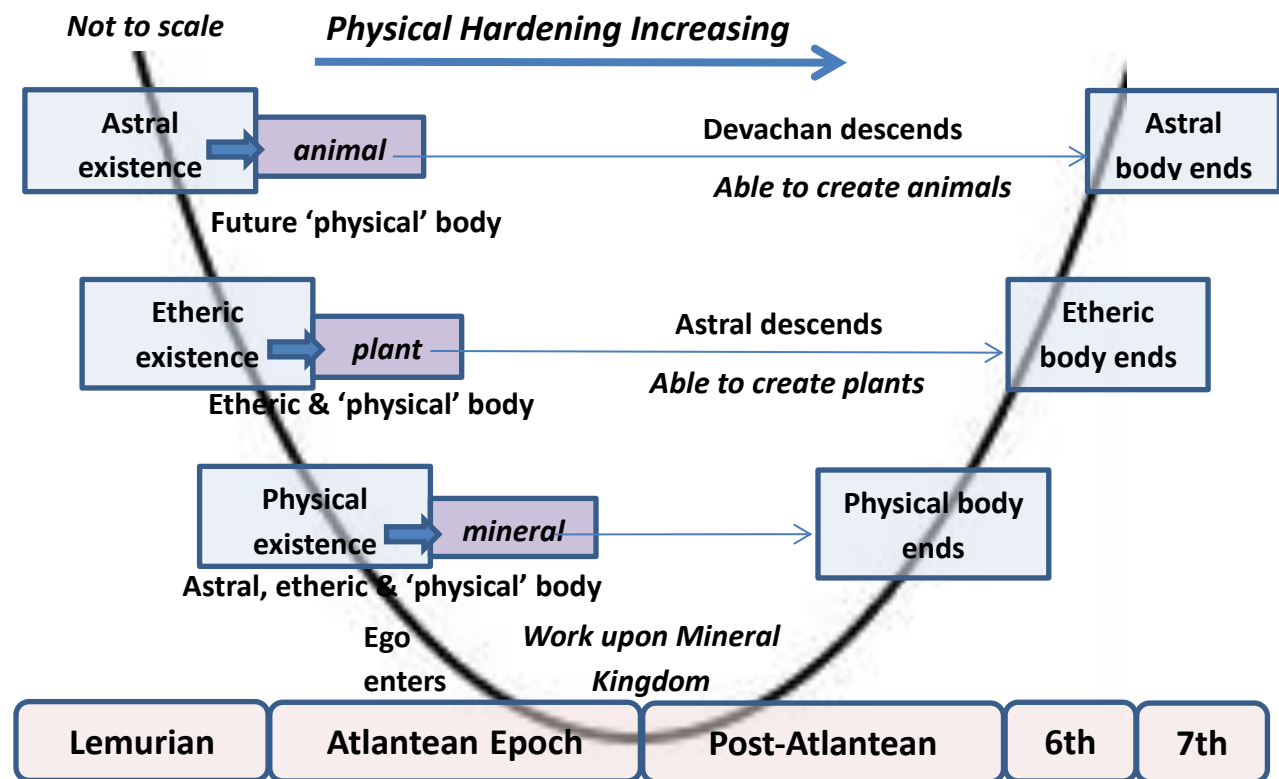 Not to scale
Physical Hardening Increasing
Astral
existence
animal
Devachan descends
Able to create animals
Astral
body ends
Future ‘physical’ body
Etheric
existence
plant
Astral descends
Able to create plants
Etheric
body ends
Etheric & ‘physical’ body
Physical
existence
mineral
Physical body
ends
Astral, etheric & ‘physical’ body
Ego
enters
Work upon Mineral
Kingdom
Lemurian
Atlantean Epoch
Post-Atlantean
6th
7th